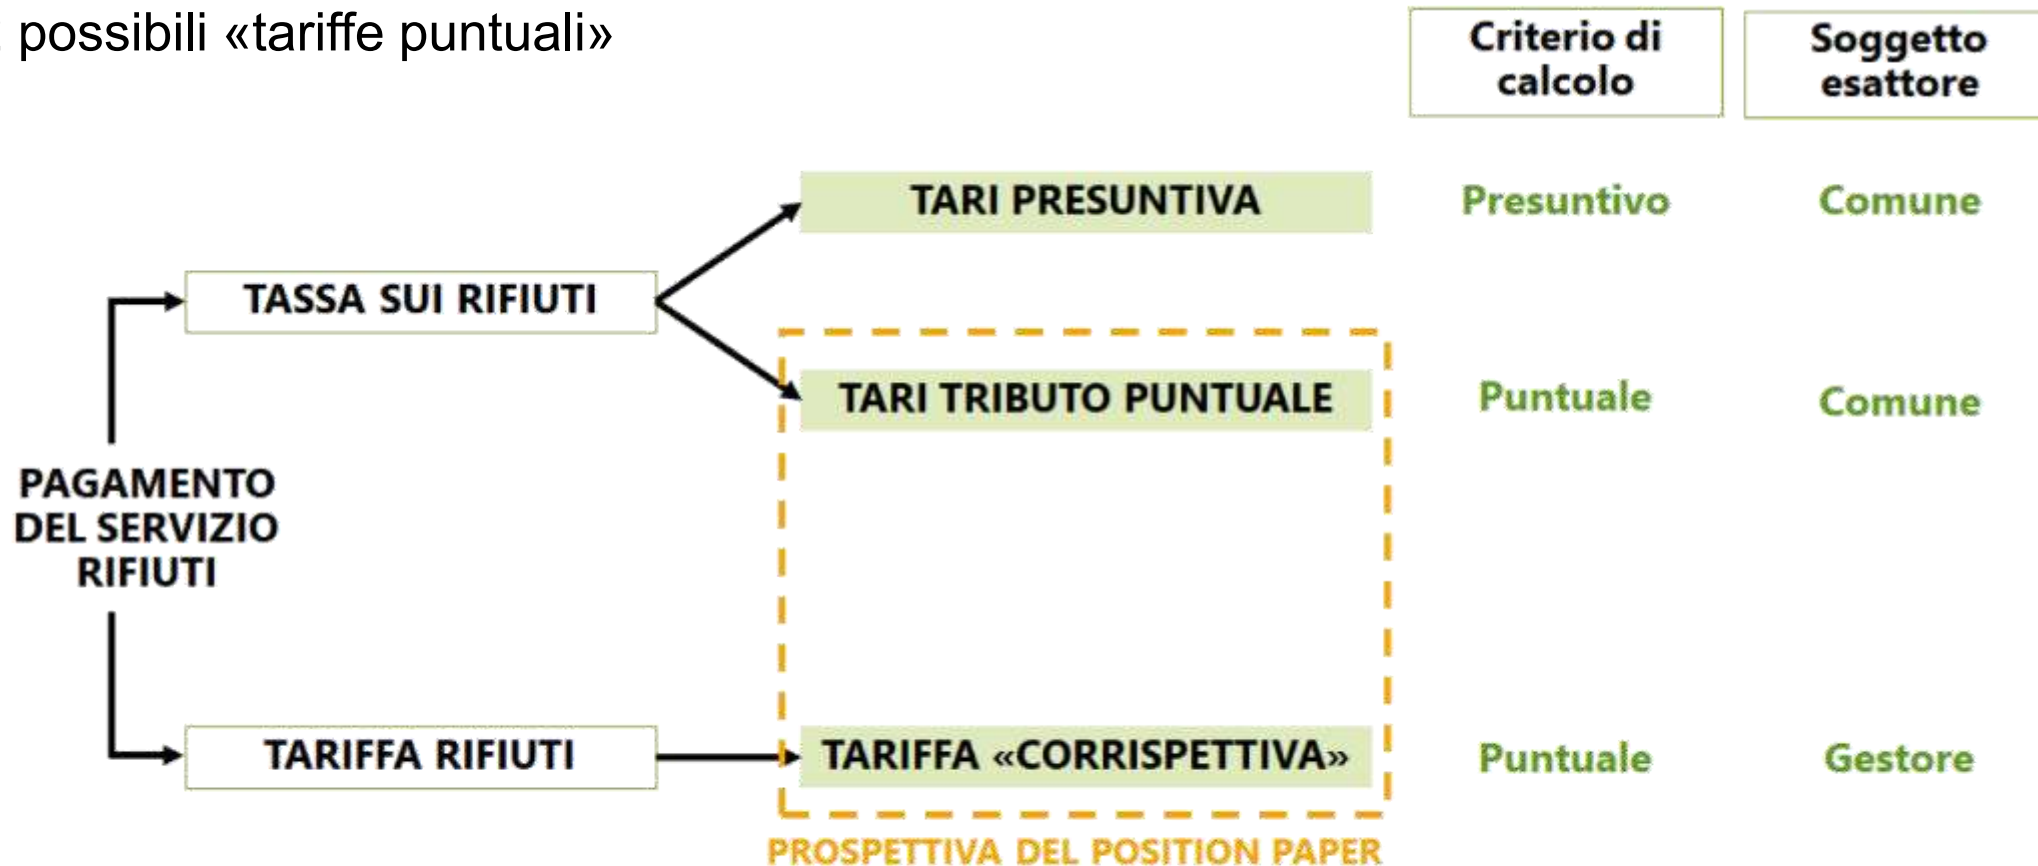 possibili «tariffe puntuali»
Criterio di
calcolo
Soggetto
esattore
TARI PRESUNTIVA
Presuntivo
Comune
TASSA SUI RIFIUTI
TARI TRIBUTO PUNTUALE
Puntuale
Comune
PAGAMENTO
DEL SERVIZIO
RIFIUTI
TARIFFA RIFIUTI
TARIFFA «CORRISPETTIVA»
Puntuale
Gestore
PROSPETTIVA DEL POSITION PAPER